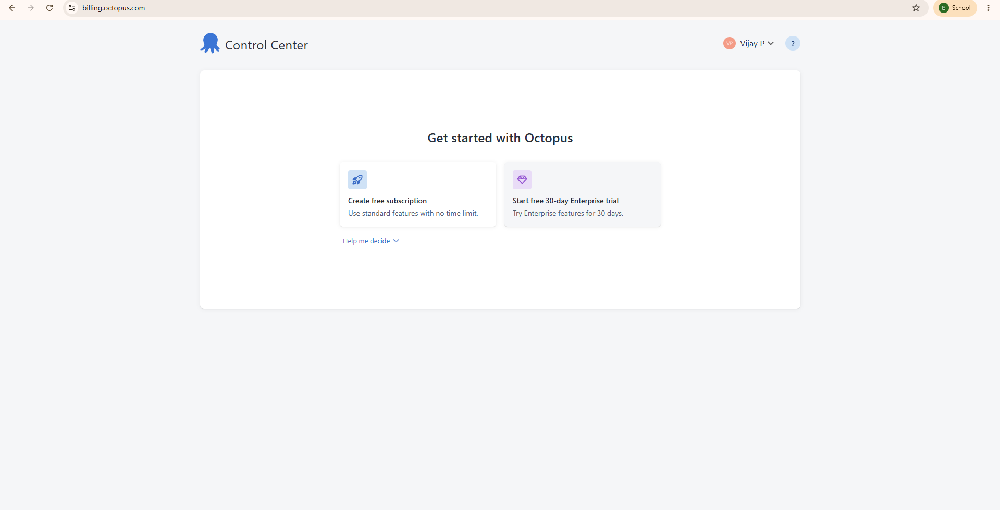 billing.octopus.com
E School
Control Center
VP Vijay P
?
Get started with Octopus
Create free subscription
Use standard features with no time limit.
Start free 30-day Enterprise trial
Try Enterprise features for 30 days.
Help me decide